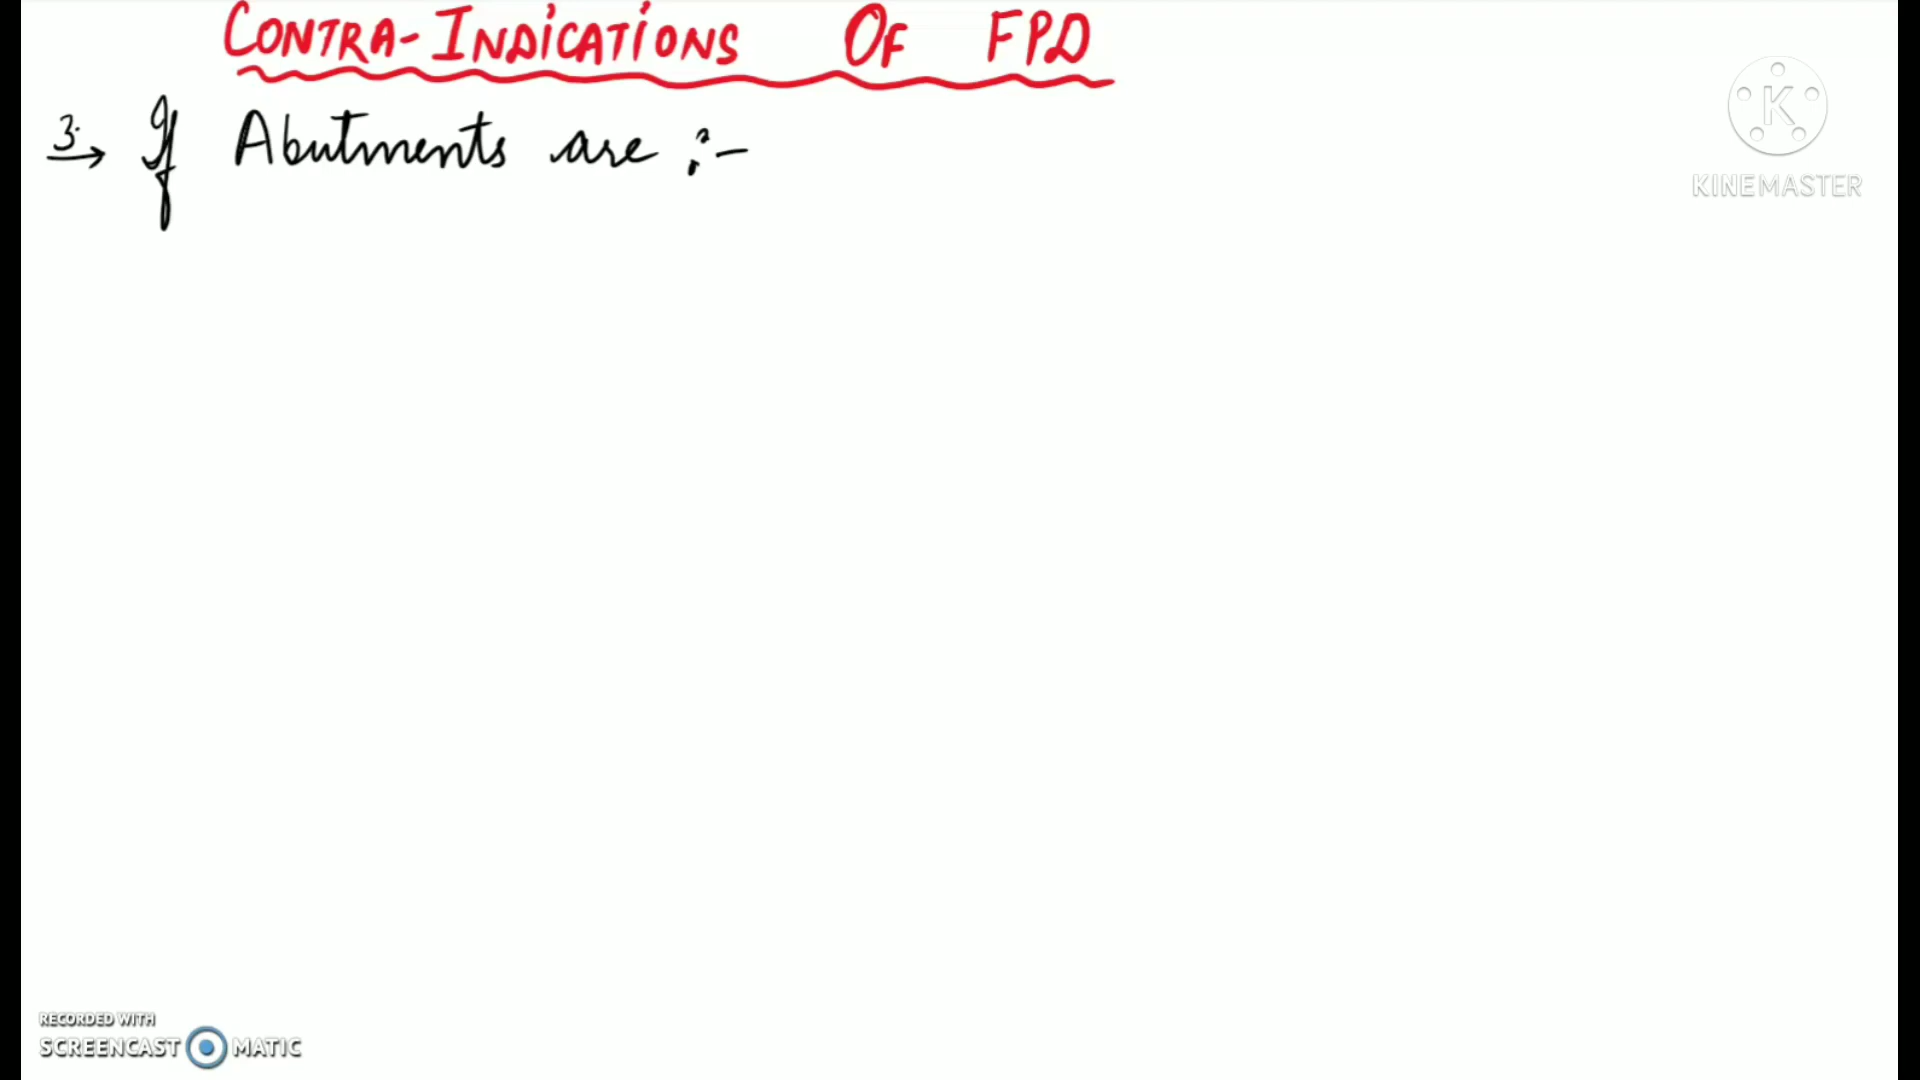 CONTRA-INDICATIONS OF FPD
3. → If Abutments are :-
K
KINEMASTER
RECORDED WITH
SCREENCAST MATIC